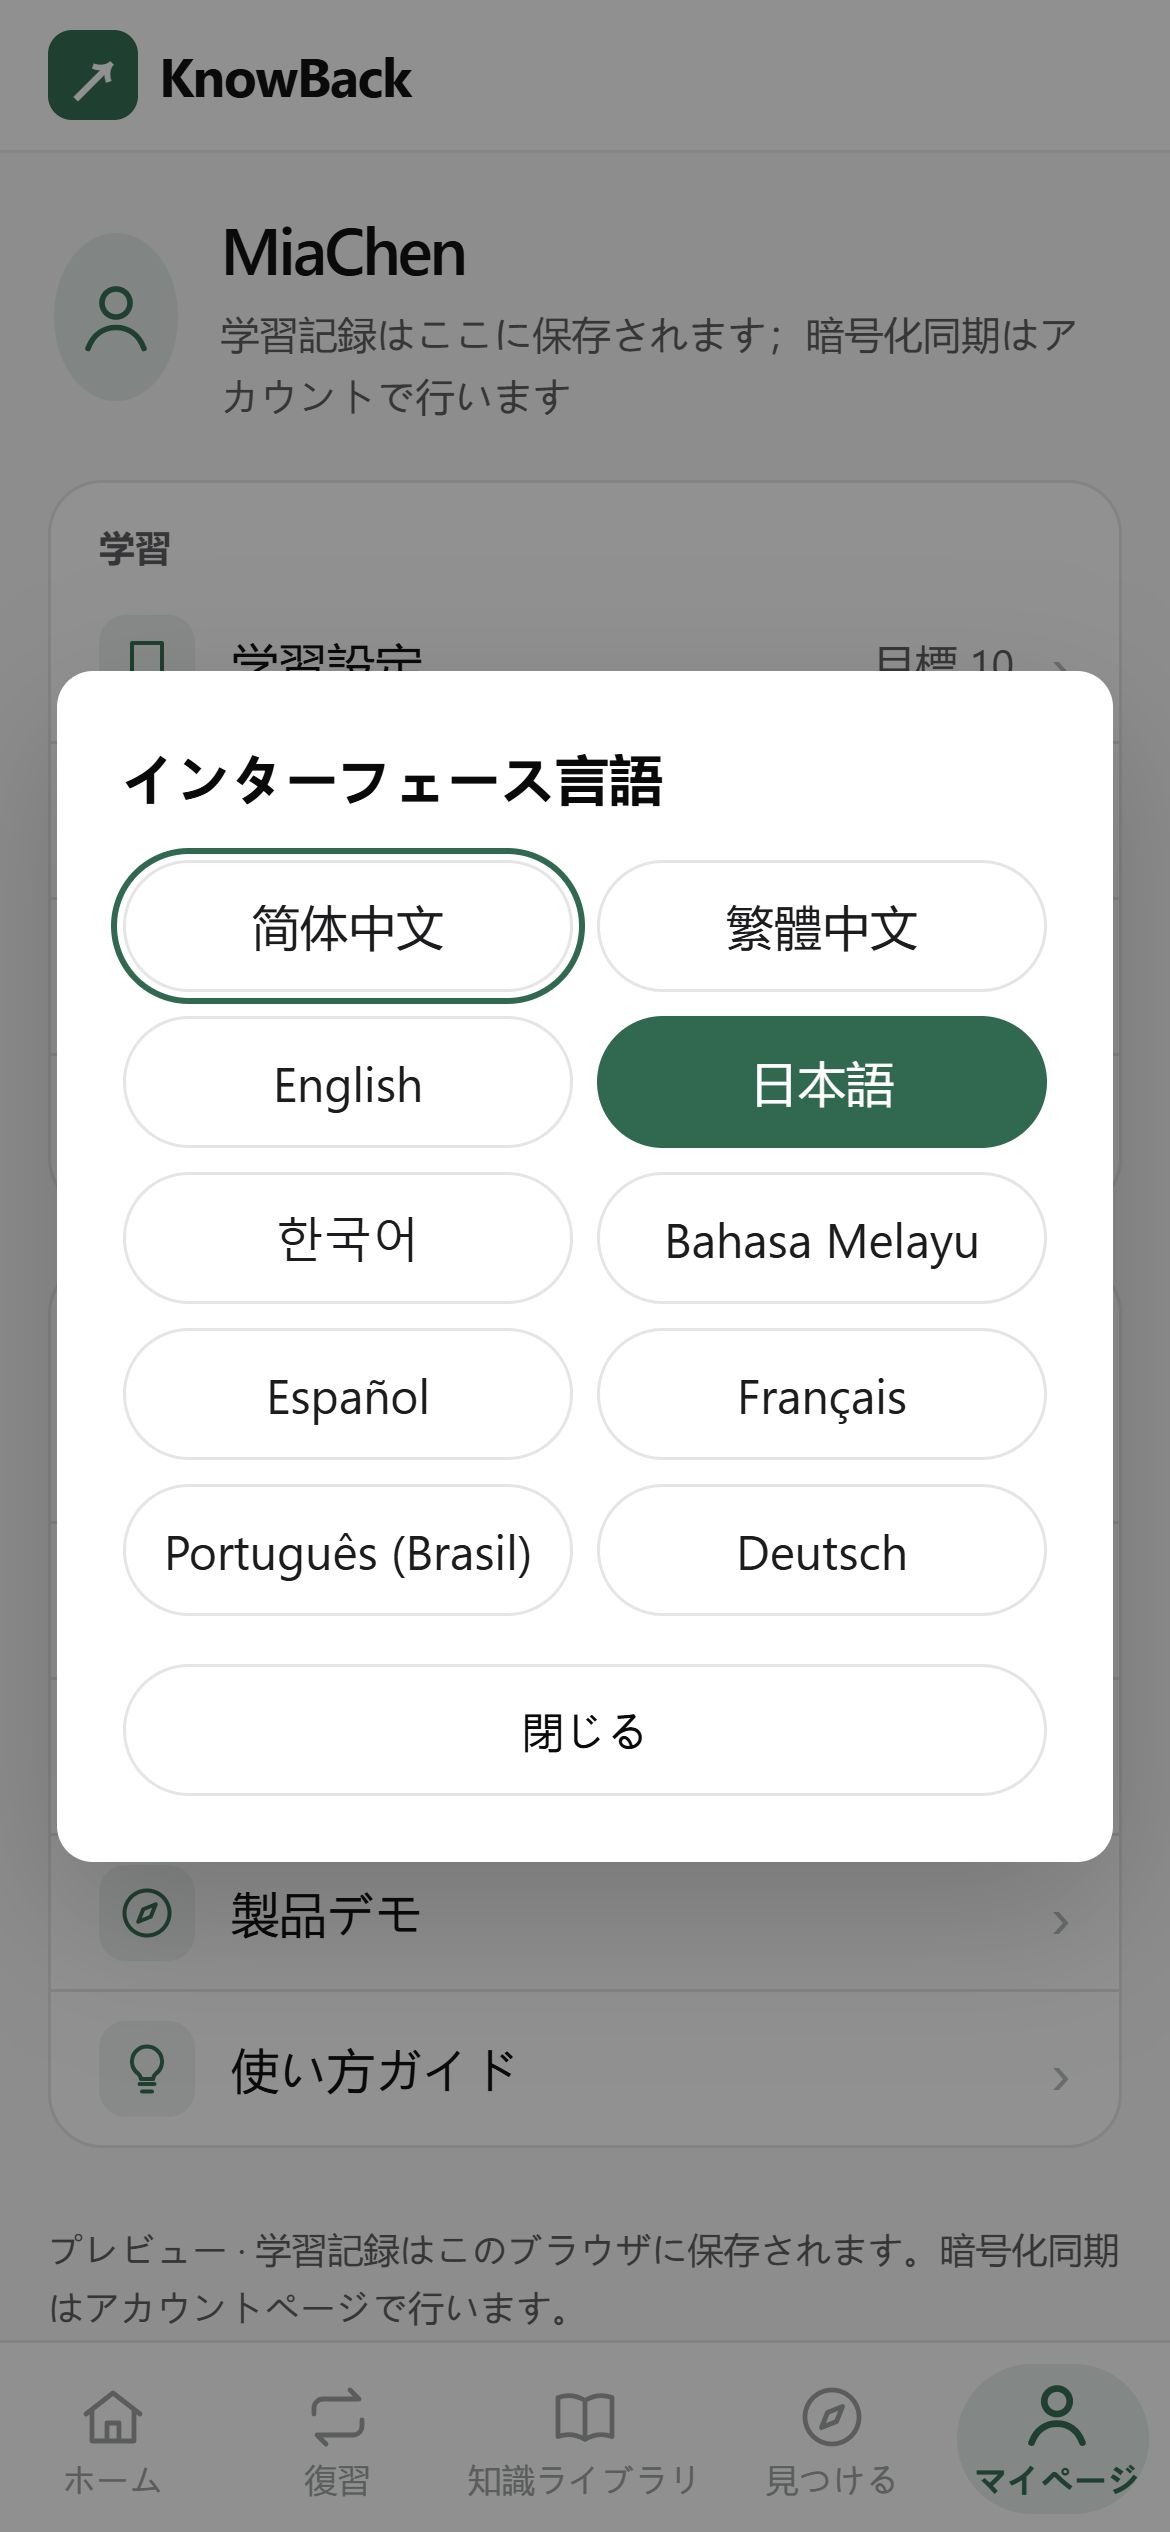 KnowBack
MiaChen
学習記録はここに保存されます；暗号化同期はア
カウントで行います
学習
学習設定
目標 10
インターフェース言語
简体中文
繁體中文
English
日本語
한국어
Bahasa Melayu
Español
Français
Português (Brasil)
Deutsch
閉じる
製品デモ
使い方ガイド
プレビュー · 学習記録はこのブラウザに保存されます。暗号化同期
はアカウントページで行います。
ホーム
復習
知識ライブラリ
見つける
マイページ